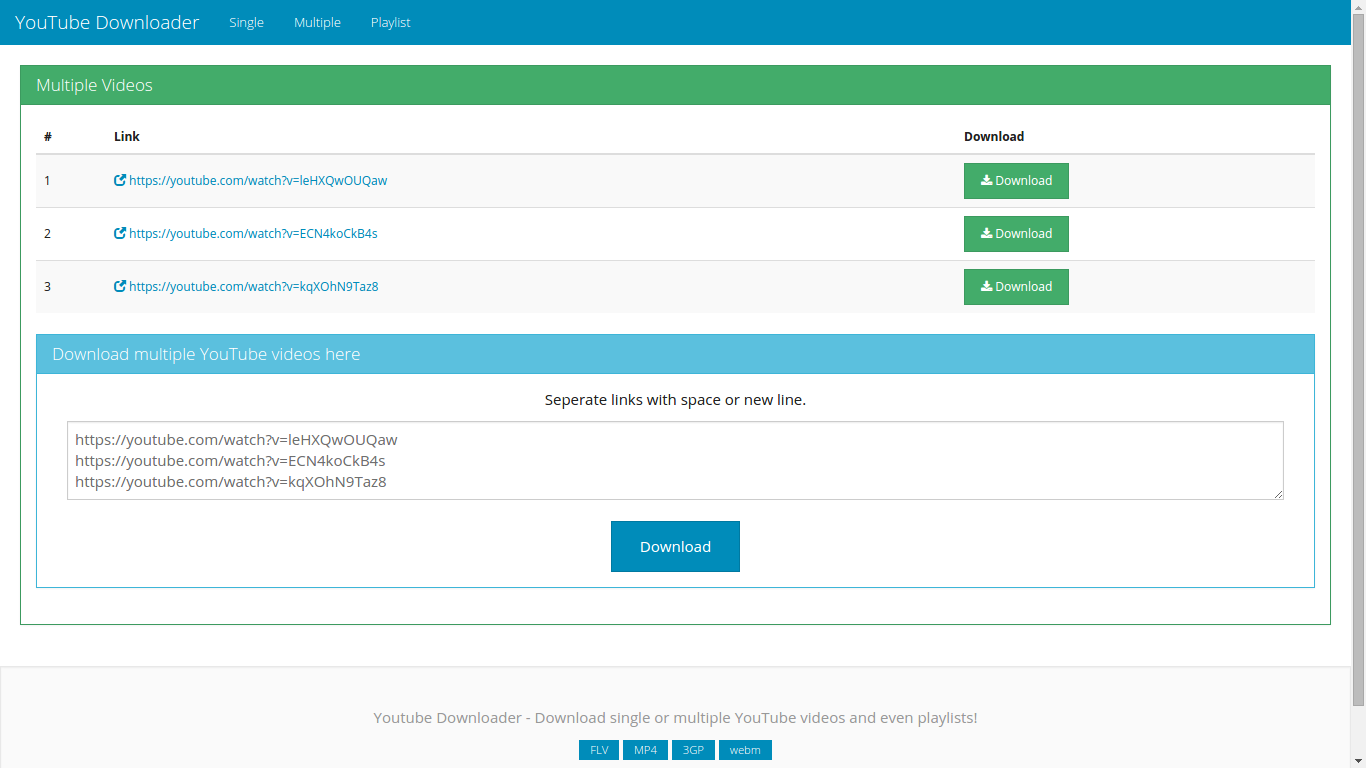 YouTube Downloader Single Multiple Playlist
Multiple Videos
# Link Download
1 https://youtube.com/watch?v=leHXQwOUQaw Download
2 https://youtube.com/watch?v=ECN4koCkB4s Download
3 https://youtube.com/watch?v=kqXOhN9Taz8 Download
Download multiple YouTube videos here
Seperate links with space or new line.
https://youtube.com/watch?v=leHXQwOUQaw
https://youtube.com/watch?v=ECN4koCkB4s
https://youtube.com/watch?v=kqXOhN9Taz8
Download
Youtube Downloader - Download single or multiple YouTube videos and even playlists!
FLV MP4 3GP webm